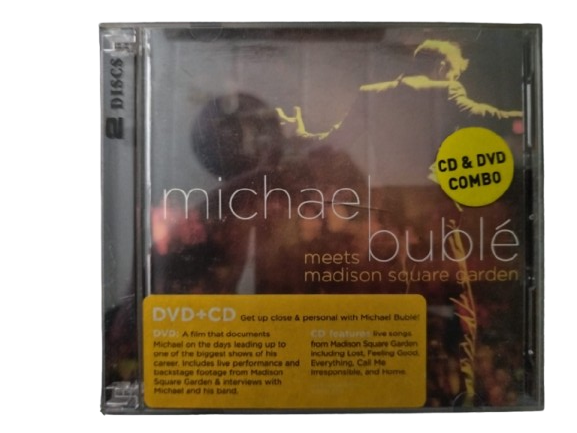 2 DISCS
michael
bublé
meets
madison square garden
CD & DVD
COMBO
DVD+CD Get up close & personal with Michael Buble!
DVD: A film that documents
Michael on the days leading up to
one of the biggest shows of his
career. Includes live performance and
backstage footage from Madison
Square Garden & interviews with
Michael and his band.
CD features live songs
from Madison Square Garden
including Lost, Feeling Good,
Everything, Call Me
Irresponsible, and Home.